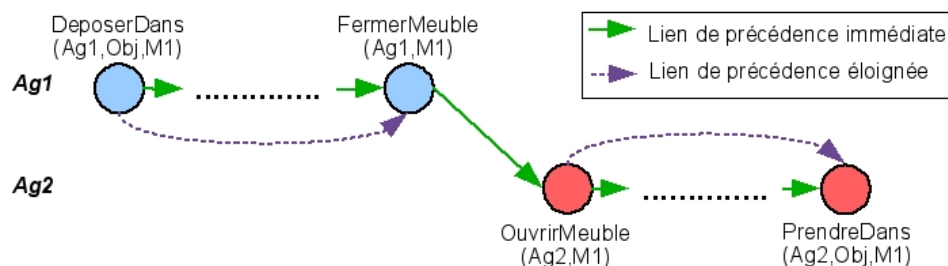 DeposerDans
(Ag1,Obj,M1)
FermerMeuble
(Ag1,M1)
Lien de précédence immédiate
Lien de précédence éloignée
Ag1
Ag2
OuvrirMeuble
(Ag2,M1)
PrendreDans
(Ag2,Obj,M1)